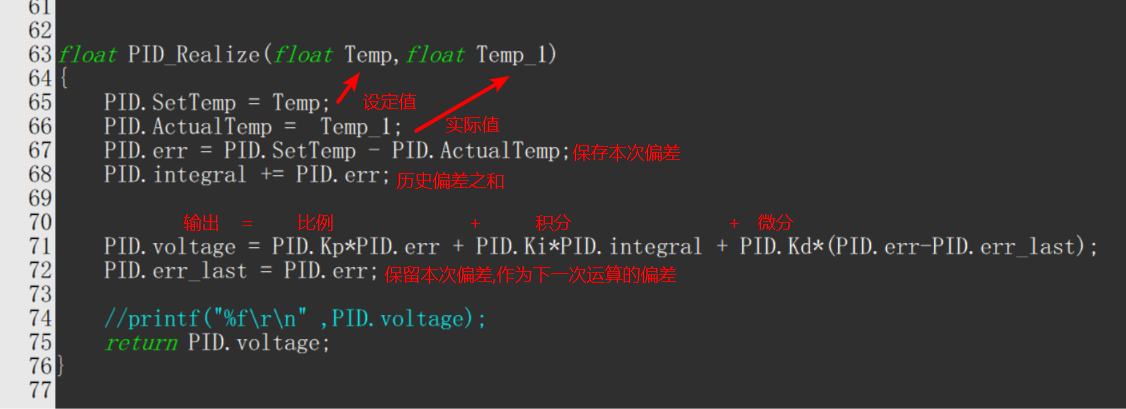 61
62
63 float PID_Realize(float Temp,float Temp_1)
64 {
65 PID.SetTemp = Temp; 设定值
66 PID.ActualTemp =  Temp_1; 实际值
67 PID.err = PID.SetTemp - PID.ActualTemp;保存本次偏差
68 PID.integral += PID.err; 历史偏差之和
69
70 输出 = 比例 + 积分 + 微分
71 PID.voltage = PID.Kp*PID.err + PID.Ki*PID.integral + PID.Kd*(PID.err-PID.err_last);
72 PID.err_last = PID.err; 保留本次偏差,作为下一次运算的偏差
73
74 //printf("%f\r\n" ,PID.voltage);
75 return PID.voltage;
76 }
77